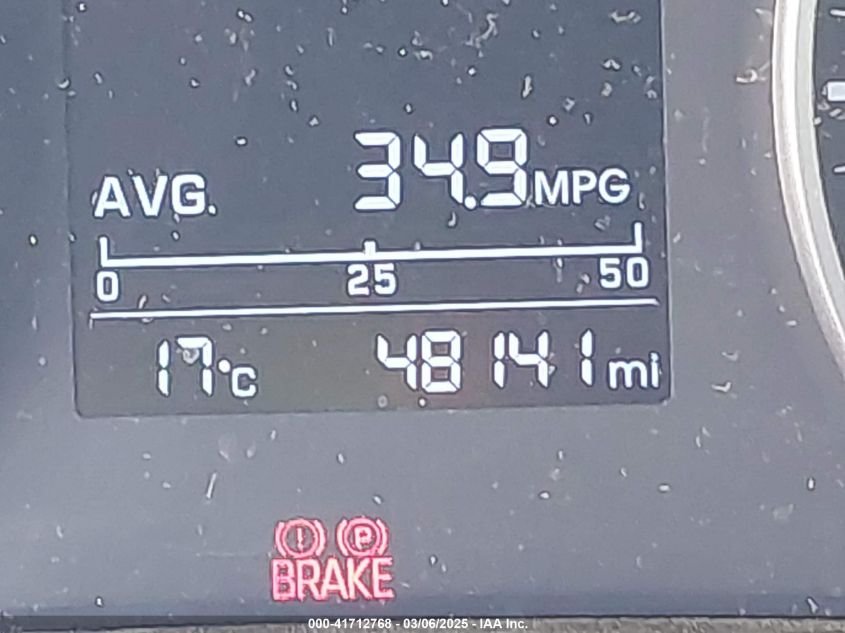 AVG. 34.9 MPG
0 25 50
17°C 48141 mi
! P
BRAKE
000-41712768 - 03/06/2025 - IAA Inc.